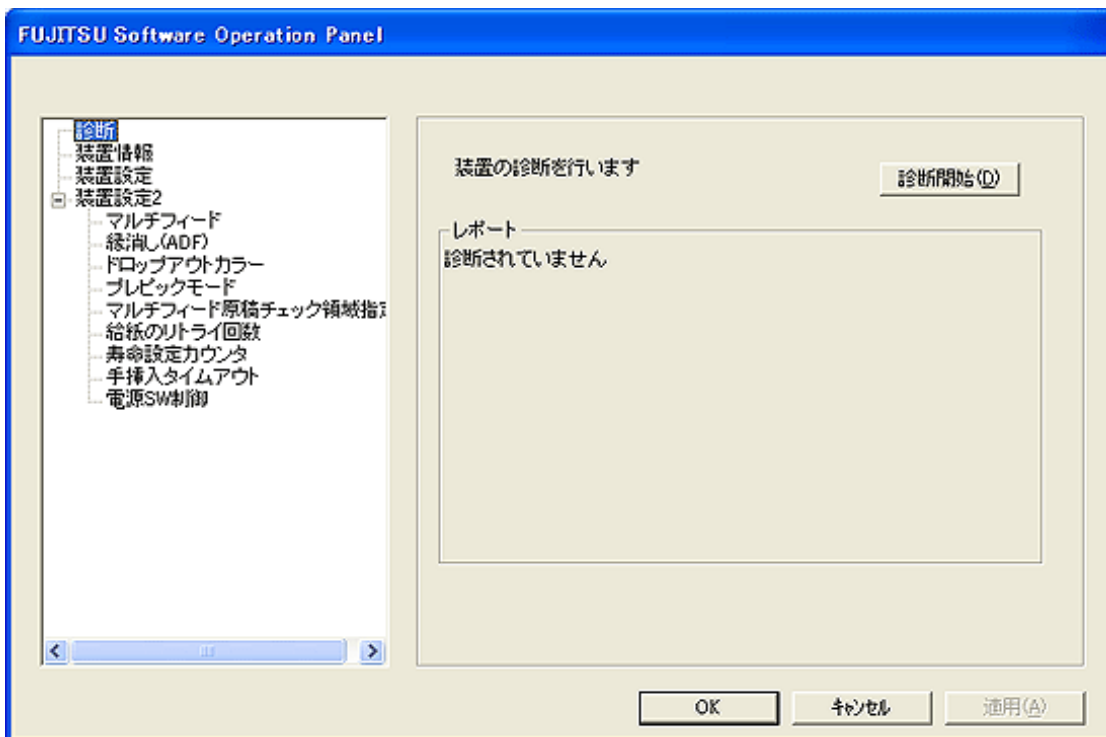 FUJITSU Software Operation Panel
診断
装置情報
装置設定
装置設定2
マルチフィード
縁消し(ADF)
ドロップアウトカラー
プレピックモード
マルチフィード原稿チェック領域指定
給紙のリトライ回数
寿命設定カウンタ
手挿入タイムアウト
電源SW制御
装置の診断を行います
診断開始(D)
レポート
診断されていません
OK
キャンセル
適用(A)